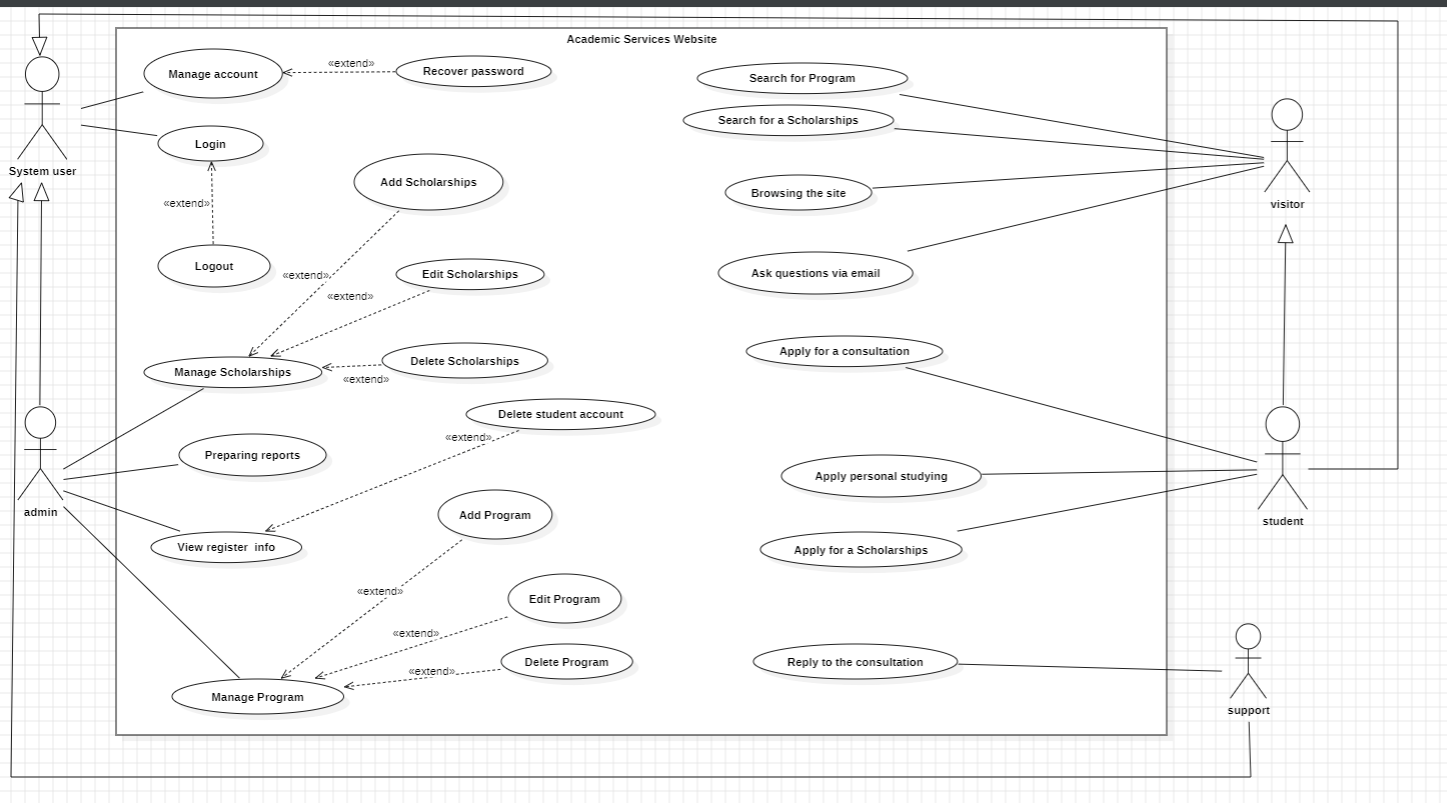 Academic Services Website
Manage account
«extend»
Recover password
Search for Program
Search for a Scholarships
Login
System user
Add Scholarships
Browsing the site
visitor
«extend»
Logout
«extend»
Edit Scholarships
Ask questions via email
«extend»
Manage Scholarships
Delete Scholarships
«extend»
Apply for a consultation
Delete student account
«extend»
Preparing reports
admin
Apply personal studying
student
Add Program
View register  info
Apply for a Scholarships
«extend»
Edit Program
«extend»
Delete Program
«extend»
Reply to the consultation
Manage Program
support